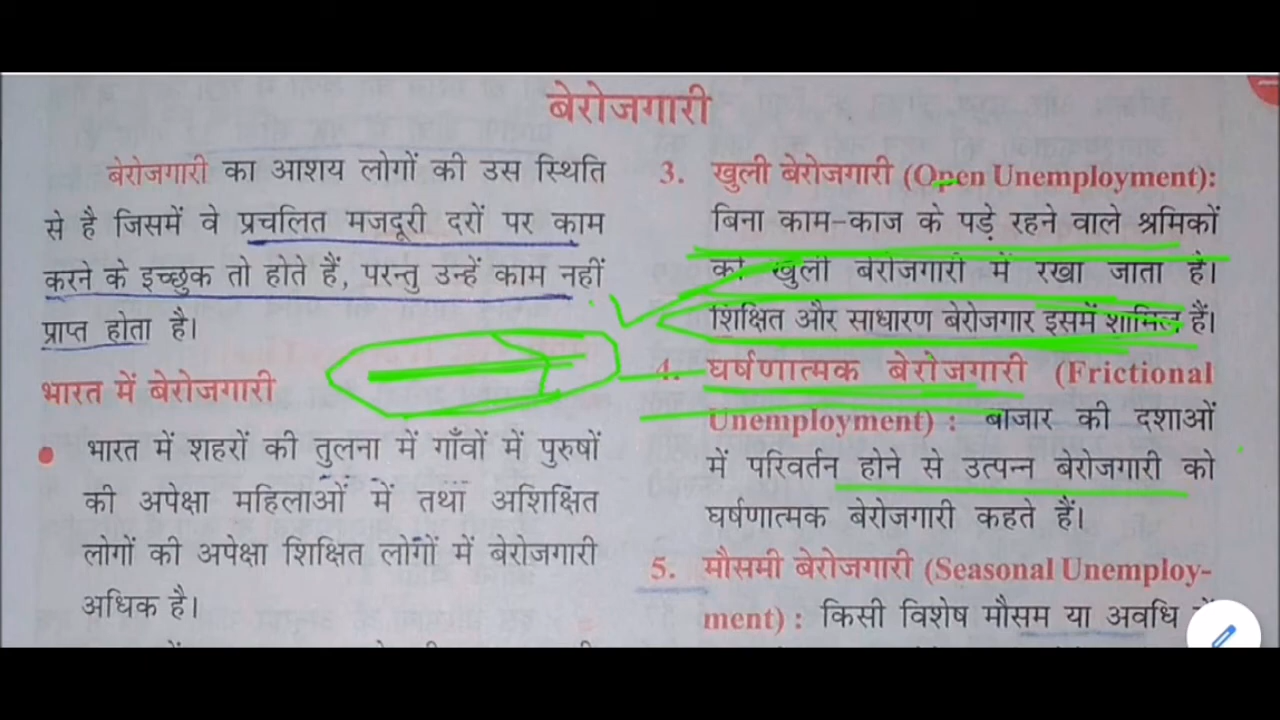 बेरोजगारी
बेरोजगारी का आशय लोगों की उस स्थिति
से है जिसमें वे प्रचलित मजदूरी दरों पर काम
करने के इच्छुक तो होते हैं, परन्तु उन्हें काम नहीं
प्राप्त होता है।
भारत में बेरोजगारी
भारत में शहरों की तुलना में गाँवों में पुरुषों
की अपेक्षा महिलाओं में तथा अशिक्षित
लोगों की अपेक्षा शिक्षित लोगों में बेरोजगारी
अधिक है।
3. खुली बेरोजगारी (Open Unemployment):
बिना काम-काज के पड़े रहने वाले श्रमिकों
को खुली बेरोजगारी में रखा जाता है।
शिक्षित और साधारण बेरोजगार इसमें शामिल हैं।
4. घर्षणात्मक बेरोजगारी (Frictional
Unemployment) : बाजार की दशाओं
में परिवर्तन होने से उत्पन्न बेरोजगारी को
घर्षणात्मक बेरोजगारी कहते हैं।
5. मौसमी बेरोजगारी (Seasonal Unemploy-
ment) : किसी विशेष मौसम या अवधि में